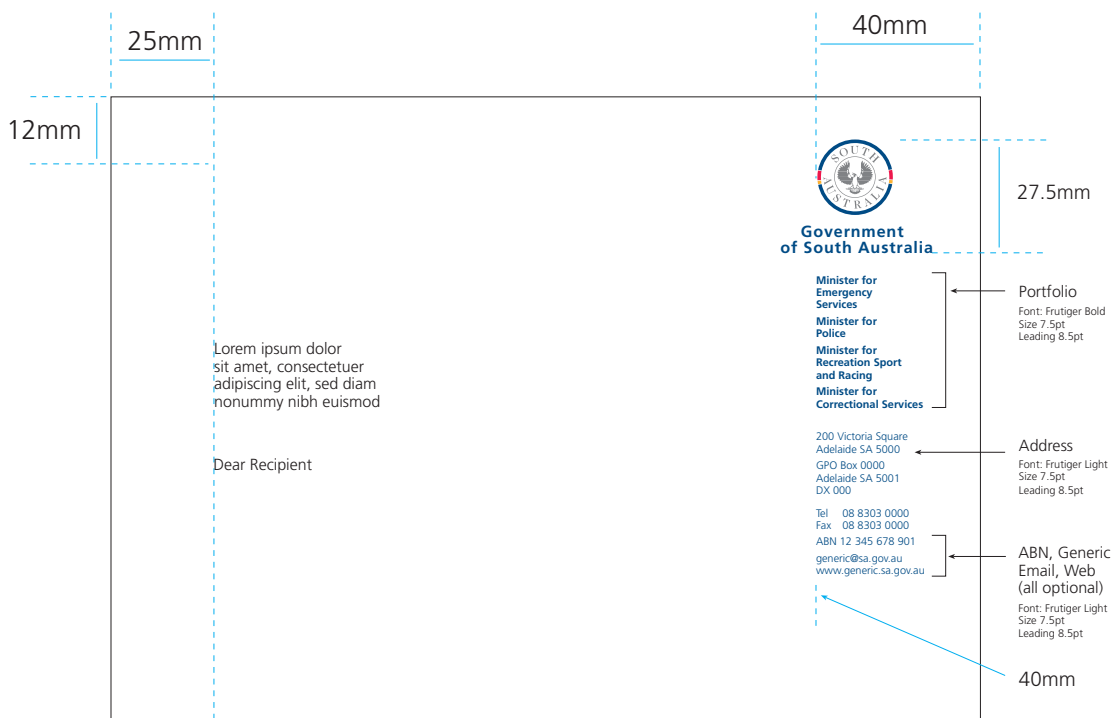 25mm
40mm
12mm
SOUTH
AUSTRALIA
27.5mm
Government
of South Australia
Minister for
Emergency
Services
Minister for
Police
Minister for
Recreation Sport
and Racing
Minister for
Correctional Services
Portfolio
Font: Frutiger Bold
Size 7.5pt
Leading 8.5pt
Lorem ipsum dolor
sit amet, consectetuer
adipiscing elit, sed diam
nonummy nibh euismod
Dear Recipient
200 Victoria Square
Adelaide SA 5000
GPO Box 0000
Adelaide SA 5001
DX 000
Address
Font: Frutiger Light
Size 7.5pt
Leading 8.5pt
Tel 08 8303 0000
Fax 08 8303 0000
ABN 12 345 678 901
generic@sa.gov.au
www.generic.sa.gov.au
ABN, Generic
Email, Web
(all optional)
Font: Frutiger Light
Size 7.5pt
Leading 8.5pt
40mm